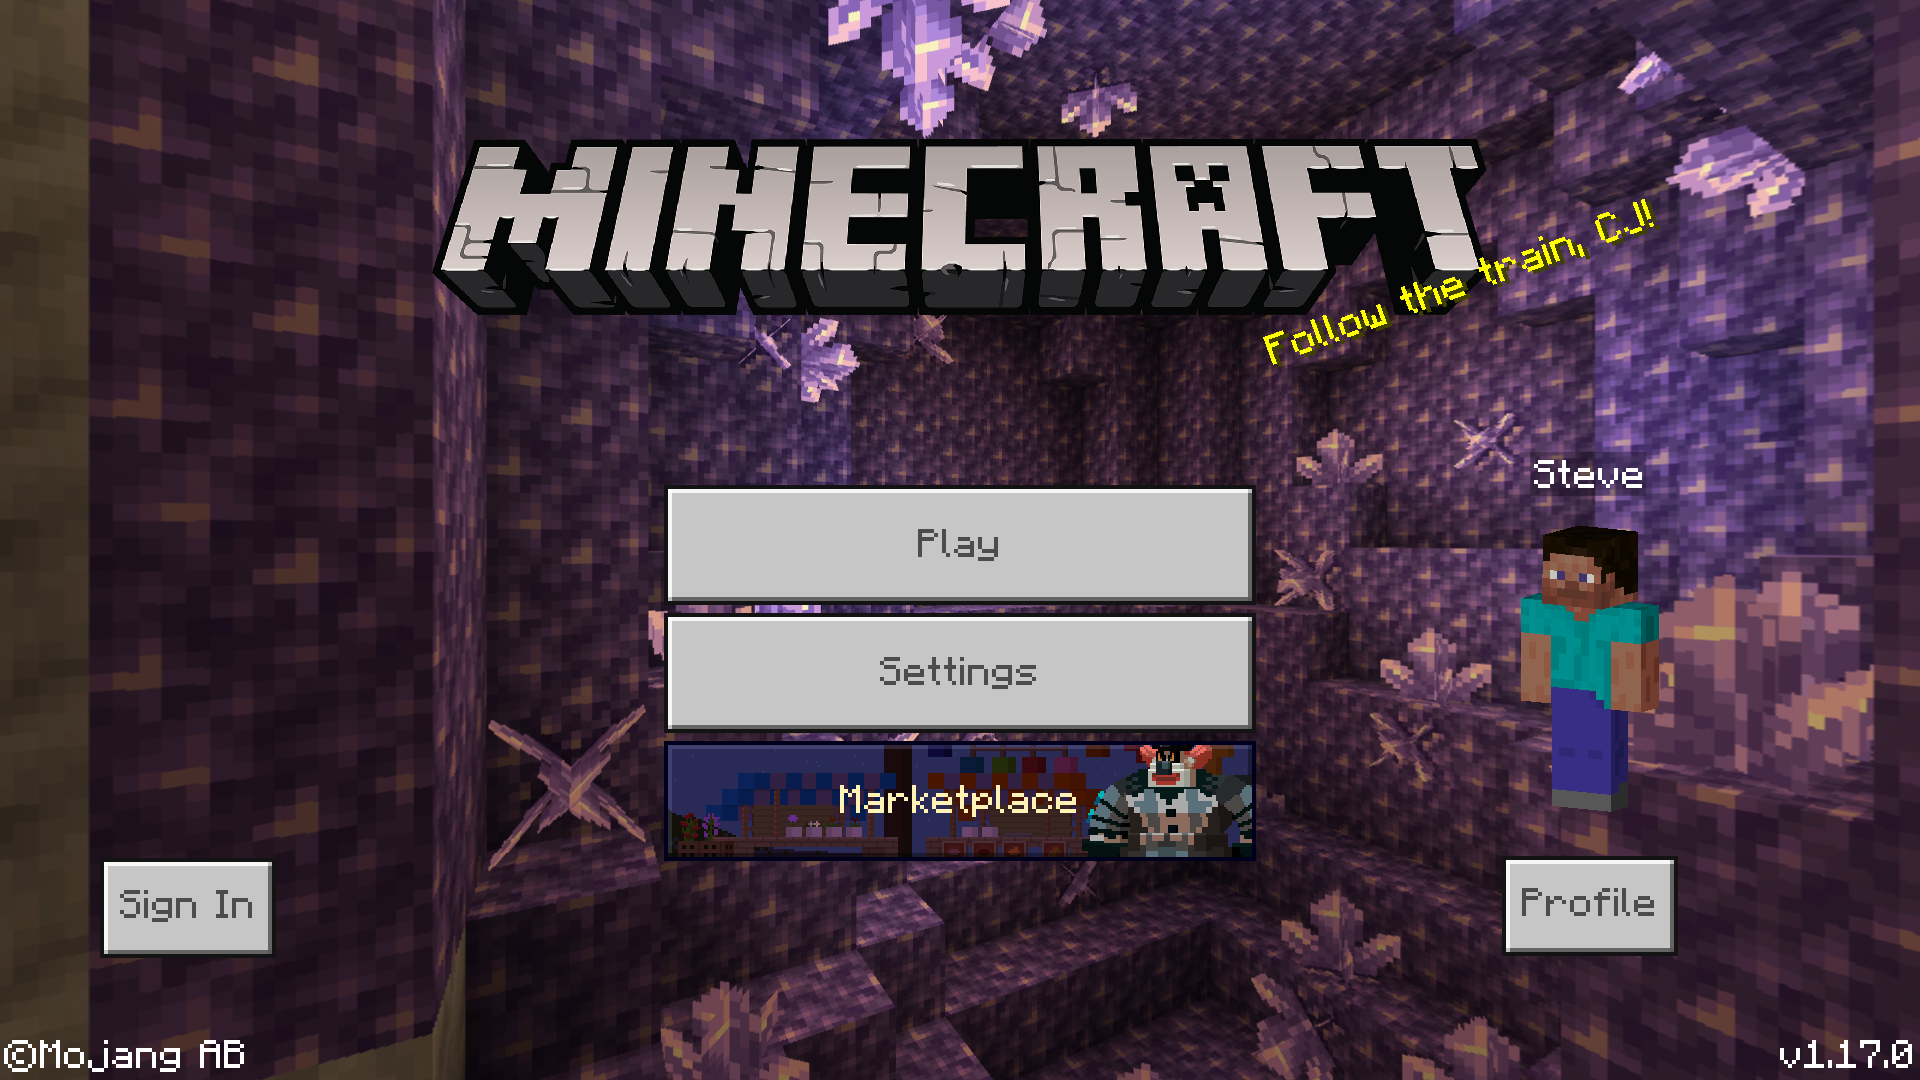 MINECRAFT
Follow the train, CJ!
Steve
Play
Settings
Marketplace
Sign In
Profile
©Mojang AB
v1.17.0